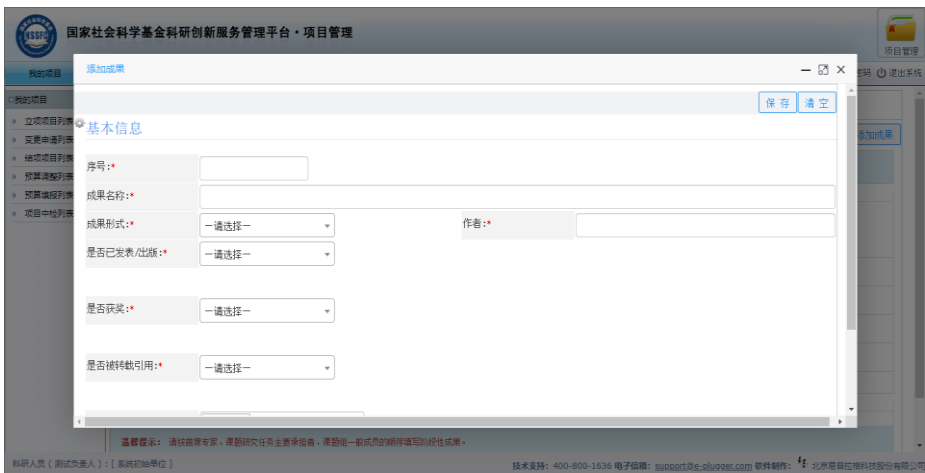 NSSFC 国家社会科学基金科研创新服务管理平台·项目管理
项目管理
我的项目
密码 退出系统
添加成果
我的项目
立项项目列表
变更申请列表
结项项目列表
预算调整列表
预算填报列表
项目中检列表
保存 清空
添加成果
基本信息
序号:*
成果名称:*
成果形式:* —请选择— 作者:*
是否已发表/出版:* —请选择—
是否获奖:* —请选择—
是否被转载引用:* —请选择—
温馨提示: 请按首席专家、课题研究任务主要承担者、课题组一般成员的顺序填写阶段性成果。
科研人员 ( 测试负责人 ) : [ 系统初始单位 ]
技术支持: 400-800-1636 电子信箱: support@e-plugger.com 软件制作: 北京易普拉格科技股份有限公司